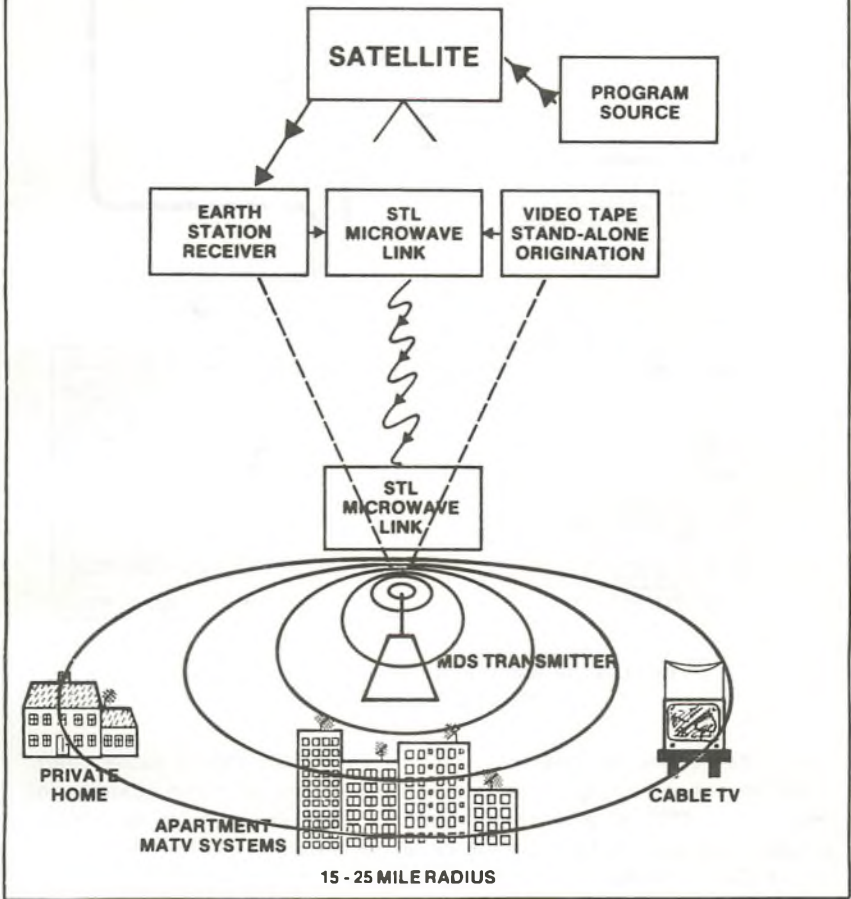 SATELLITE
PROGRAM
SOURCE
EARTH
STATION
RECEIVER
STL
MICROWAVE
LINK
VIDEO TAPE
STAND-ALONE
ORIGINATION
STL
MICROWAVE
LINK
MDS TRANSMITTER
PRIVATE
HOME
CABLE TV
APARTMENT
MATV SYSTEMS
15 - 25 MILE RADIUS